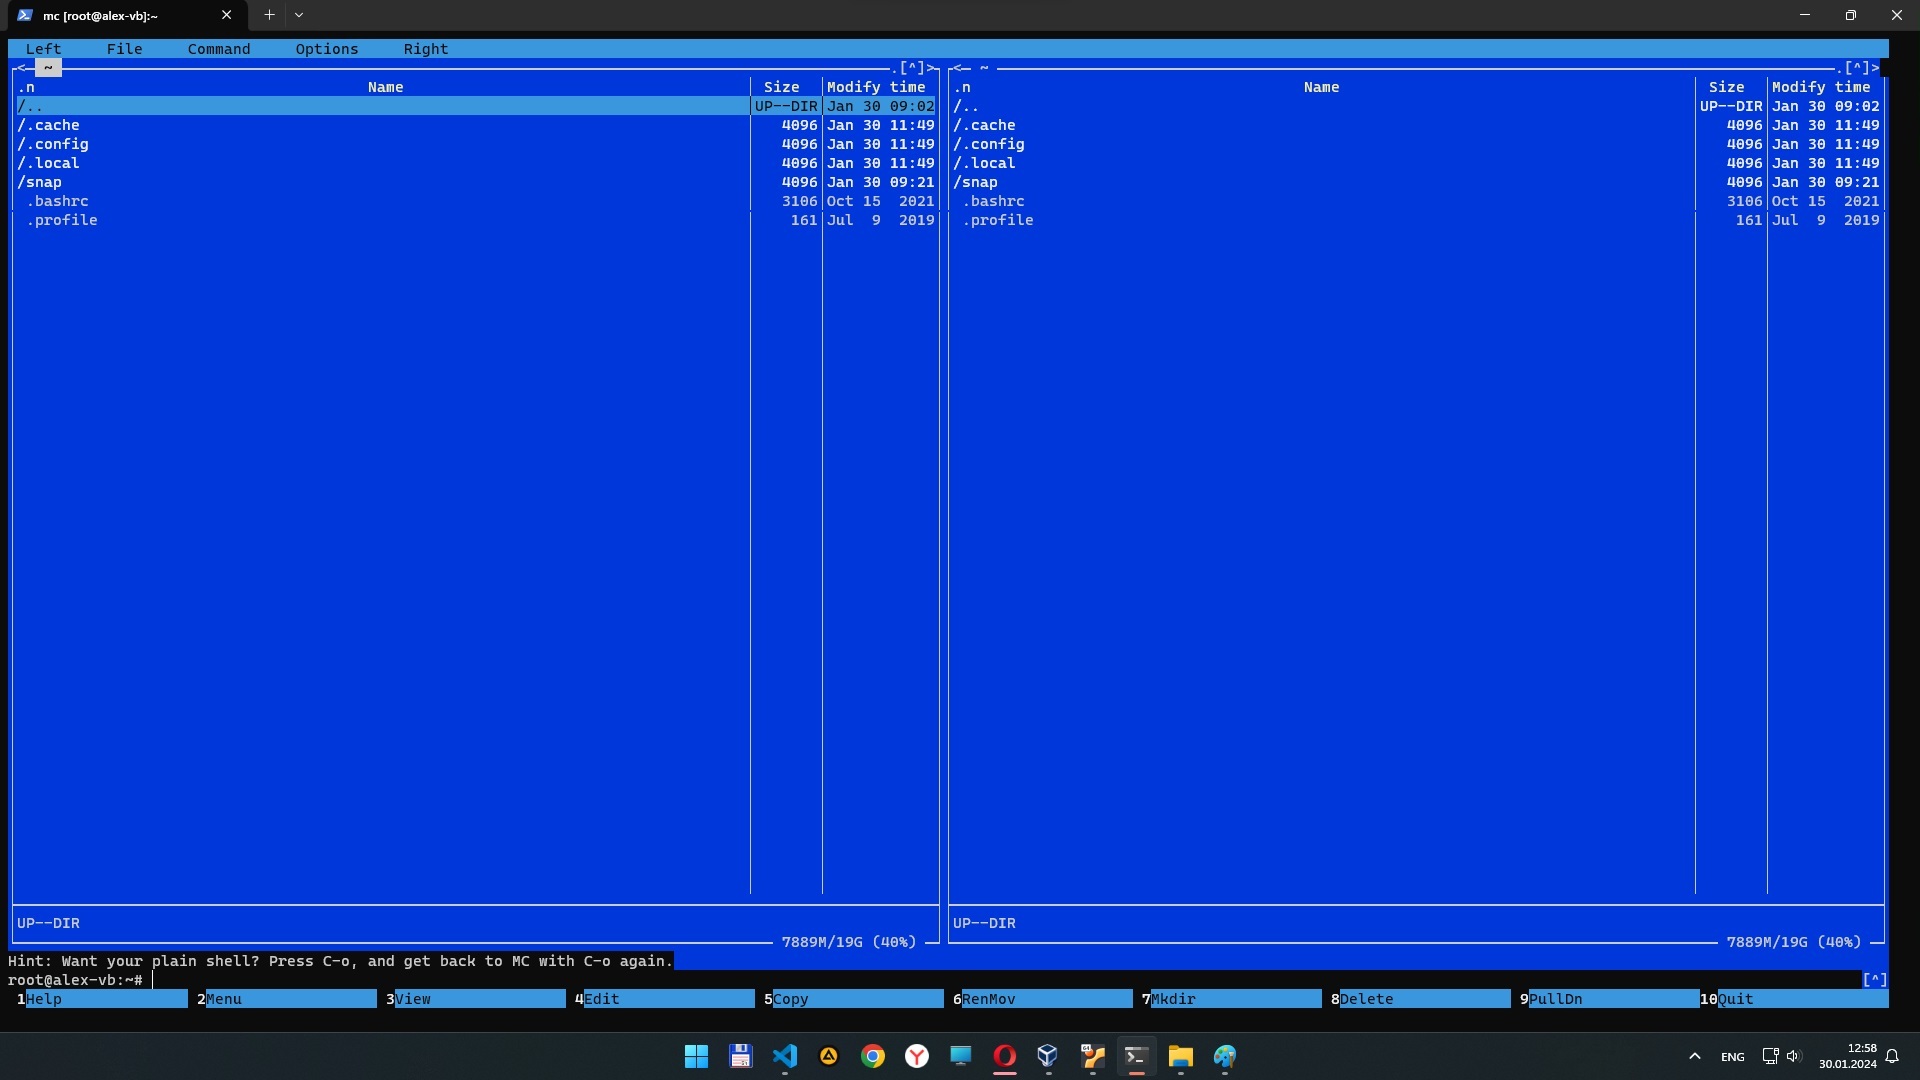 mc [root@alex-vb]:~
Left File Command Options Right
<─ ~ .[^]> <─ ~ .[^]>
.n Name Size Modify time .n Name Size Modify time
/.. UP--DIR Jan 30 09:02 /.. UP--DIR Jan 30 09:02
/.cache 4096 Jan 30 11:49 /.cache 4096 Jan 30 11:49
/.config 4096 Jan 30 11:49 /.config 4096 Jan 30 11:49
/.local 4096 Jan 30 11:49 /.local 4096 Jan 30 11:49
/snap 4096 Jan 30 09:21 /snap 4096 Jan 30 09:21
.bashrc 3106 Oct 15 2021 .bashrc 3106 Oct 15 2021
.profile 161 Jul 9 2019 .profile 161 Jul 9 2019
UP--DIR UP--DIR
7889M/19G (40%) 7889M/19G (40%)
Hint: Want your plain shell? Press C-o, and get back to MC with C-o again.
root@alex-vb:~# [^]
1Help 2Menu 3View 4Edit 5Copy 6RenMov 7Mkdir 8Delete 9PullDn 10Quit
ENG 12:58
30.01.2024